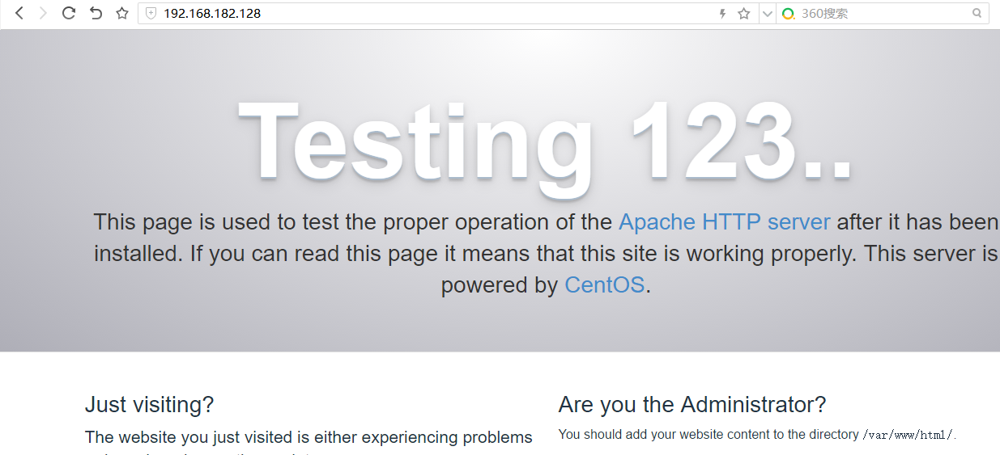 192.168.182.128
360搜索
Testing 123..
This page is used to test the proper operation of the Apache HTTP server after it has been
installed. If you can read this page it means that this site is working properly. This server is
powered by CentOS.
Just visiting?
The website you just visited is either experiencing problems
Are you the Administrator?
You should add your website content to the directory /var/www/html/.